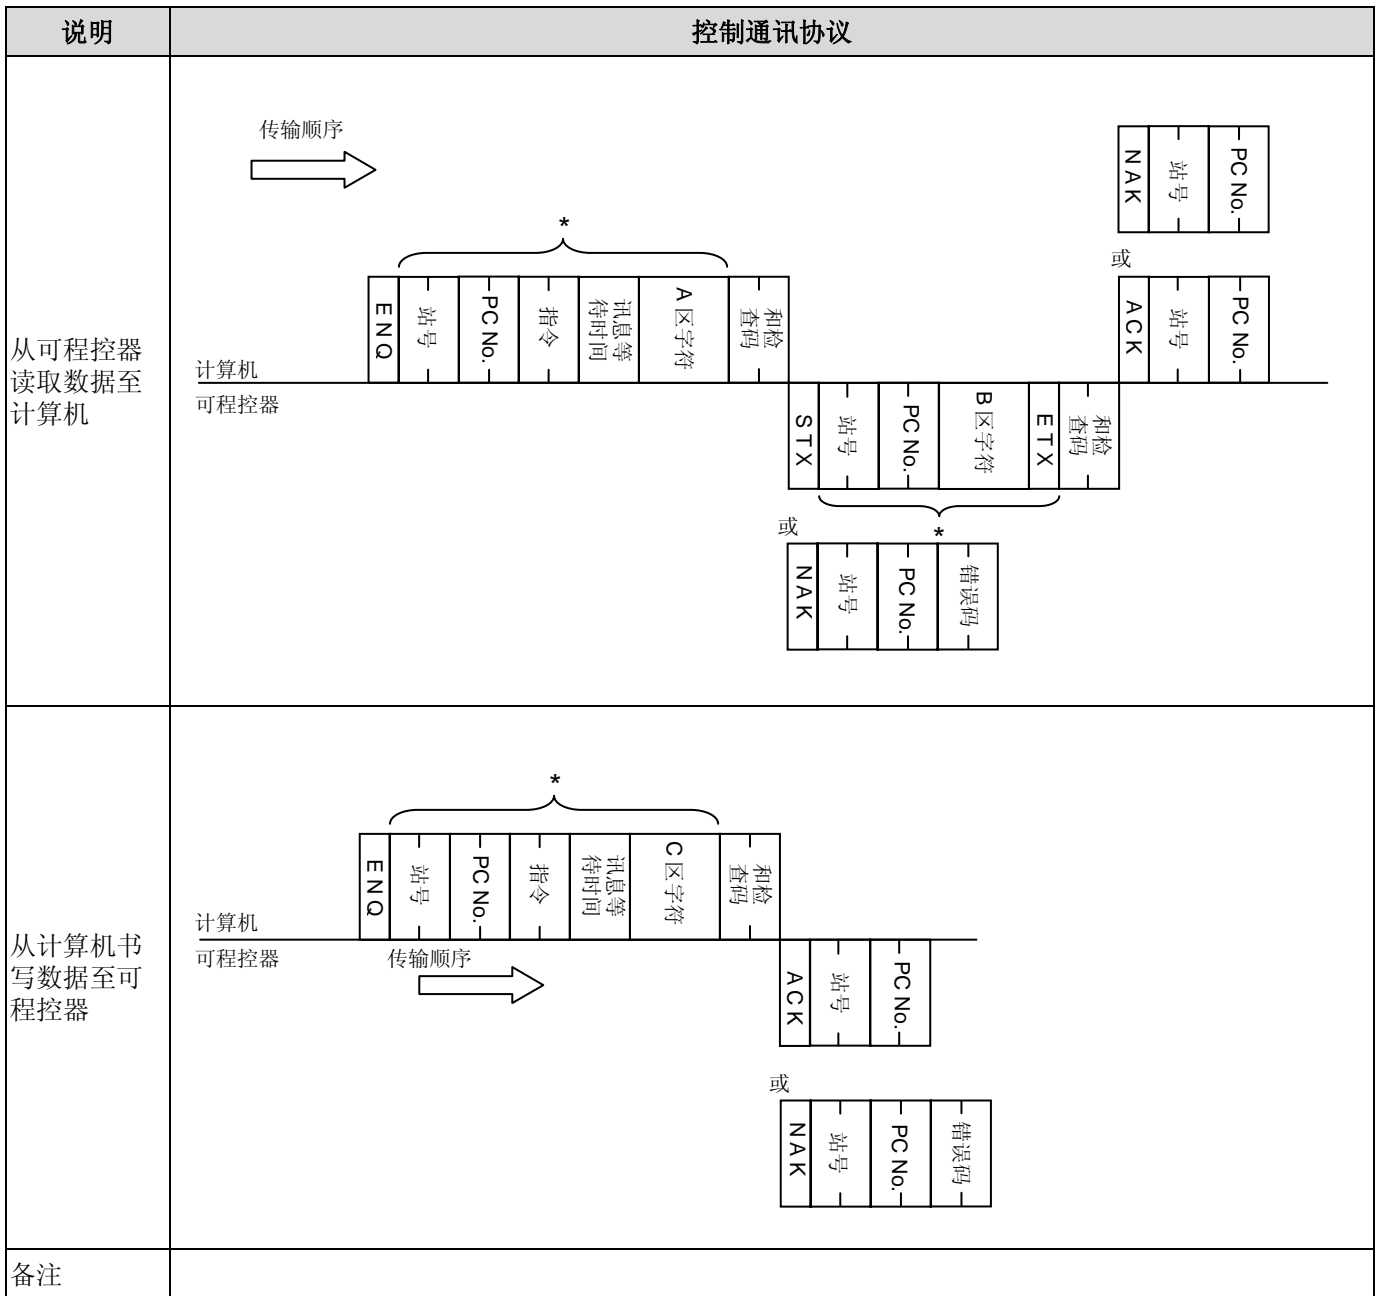 说明
控制通讯协议
从可程控器
读取数据至
计算机
传输顺序
*
ENQ
站号
PC No.
指令
讯息等
待时间
A 区字符
和检
查码
计算机
可程控器
STX
站号
PC No.
B 区字符
ETX
和检
查码
*
或
NAK
站号
PC No.
错误码
NAK
站号
PC No.
或
ACK
站号
PC No.
从计算机书
写数据至可
程控器
*
ENQ
站号
PC No.
指令
讯息等
待时间
C 区字符
和检
查码
计算机
可程控器
传输顺序
ACK
站号
PC No.
或
NAK
站号
PC No.
错误码
备注